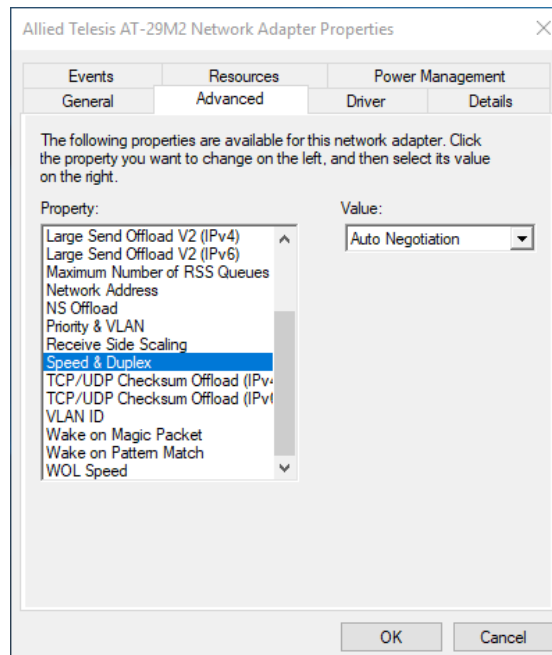 Allied Telesis AT-29M2 Network Adapter Properties
Events Resources Power Management
General Advanced Driver Details
The following properties are available for this network adapter. Click
the property you want to change on the left, and then select its value
on the right.
Property: Value:
Large Send Offload V2 (IPv4) Auto Negotiation
Large Send Offload V2 (IPv6)
Maximum Number of RSS Queues
Network Address
NS Offload
Priority & VLAN
Receive Side Scaling
Speed & Duplex
TCP/UDP Checksum Offload (IPv4
TCP/UDP Checksum Offload (IPv6
VLAN ID
Wake on Magic Packet
Wake on Pattern Match
WOL Speed
OK Cancel